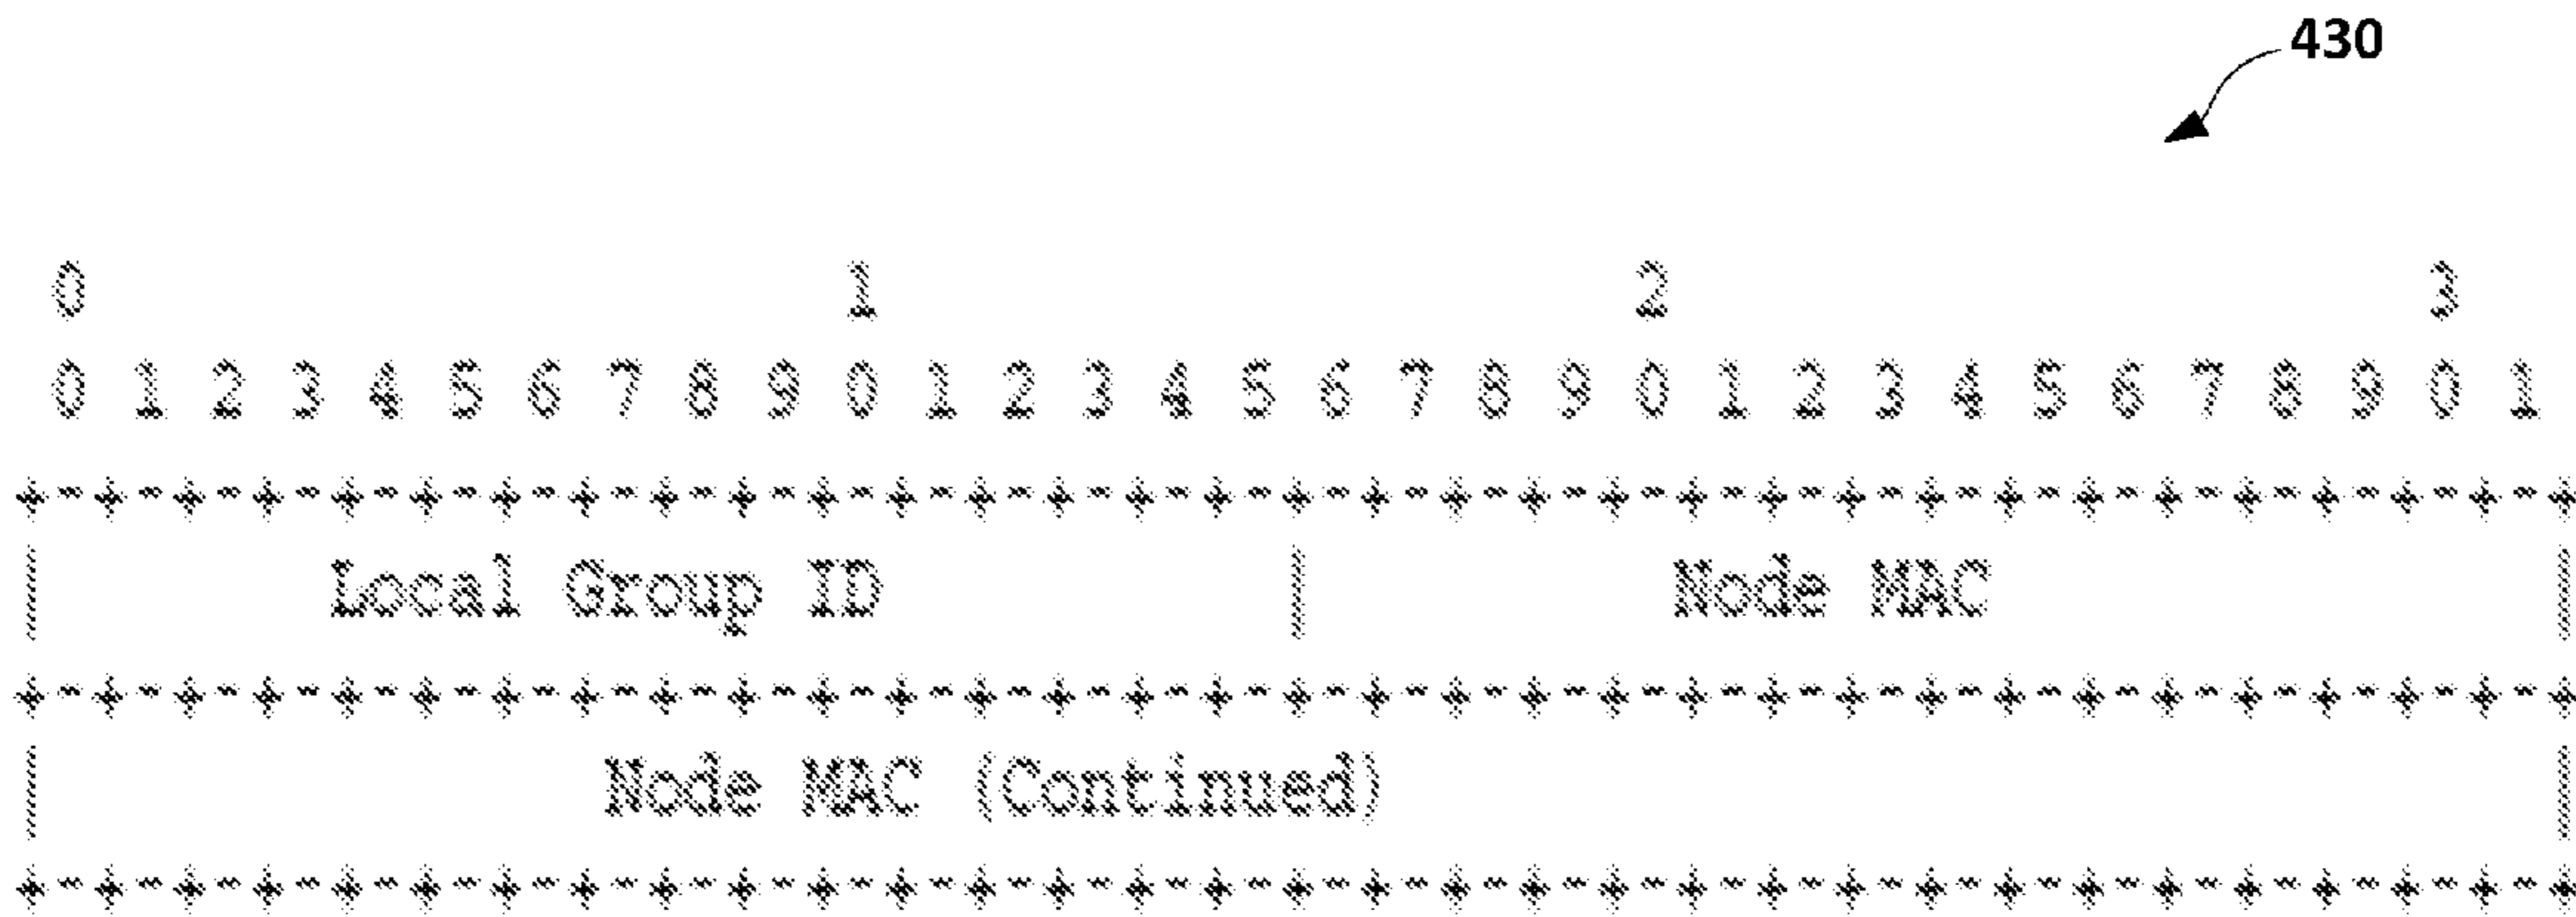 430
0                   1                   2                   3
0 1 2 3 4 5 6 7 8 9 0 1 2 3 4 5 6 7 8 9 0 1 2 3 4 5 6 7 8 9 0 1
+-+-+-+-+-+-+-+-+-+-+-+-+-+-+-+-+-+-+-+-+-+-+-+-+-+-+-+-+-+-+-+-+
|       Local Group ID          |         Node MAC              |
+-+-+-+-+-+-+-+-+-+-+-+-+-+-+-+-+-+-+-+-+-+-+-+-+-+-+-+-+-+-+-+-+
|              Node MAC (Continued)                             |
+-+-+-+-+-+-+-+-+-+-+-+-+-+-+-+-+-+-+-+-+-+-+-+-+-+-+-+-+-+-+-+-+